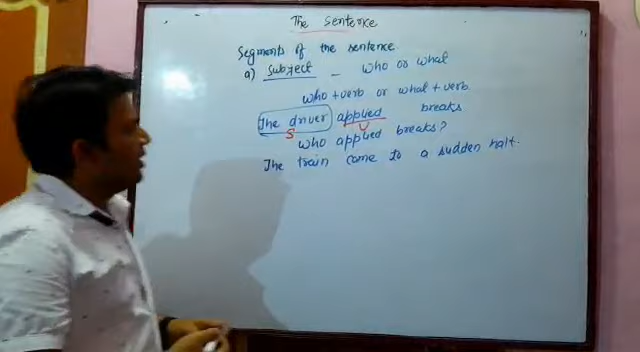 The Sentence
Segments of the sentence
a) Subject – who or what
who + verb or what + verb
The driver applied breaks
S V
who applied breaks?
The train came to a sudden halt.